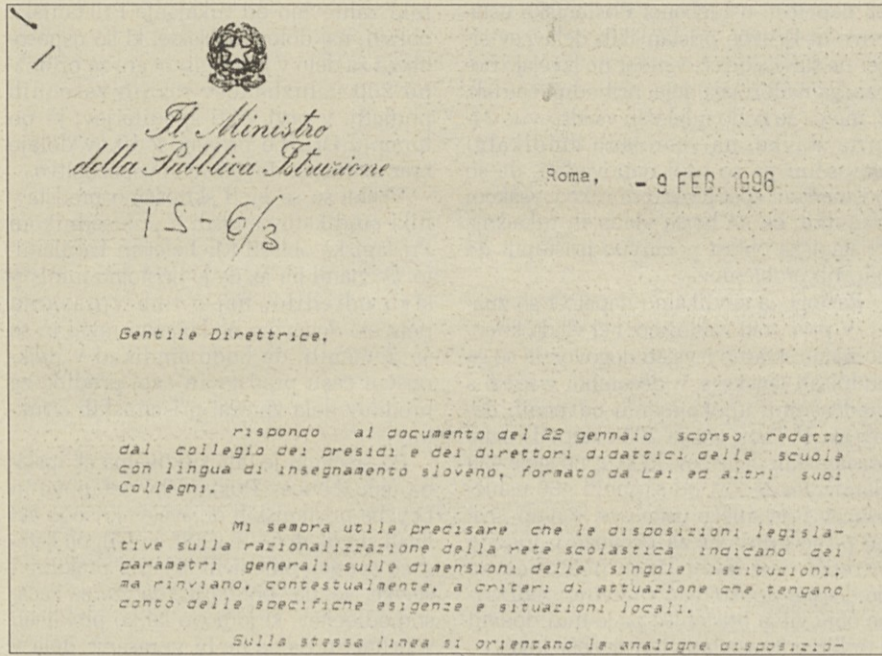 Il Ministro
della Pubblica Istruzione
Roma, - 9 FEB. 1996
TS - 6/3
Gentile Direttrice,
rispondo al documento del 22 gennaio scorso redatto
dal collegio dei presidi e dei direttori didattici delle scuole
con lingua di insegnamento sloveno, formato da Lei ed altri suoi
Colleghi.
Mi sembra utile precisare che le disposizioni legisla-
tive sulla razionalizzazione della rete scolastica indicano dei
parametri generali sulle dimensioni delle singole istituzioni,
ma rinviano, contestualmente, a criteri di attuazione che tengano
conto delle specifiche esigenze e situazioni locali.
Sulla stessa linea si orientano le analoghe disposizio-